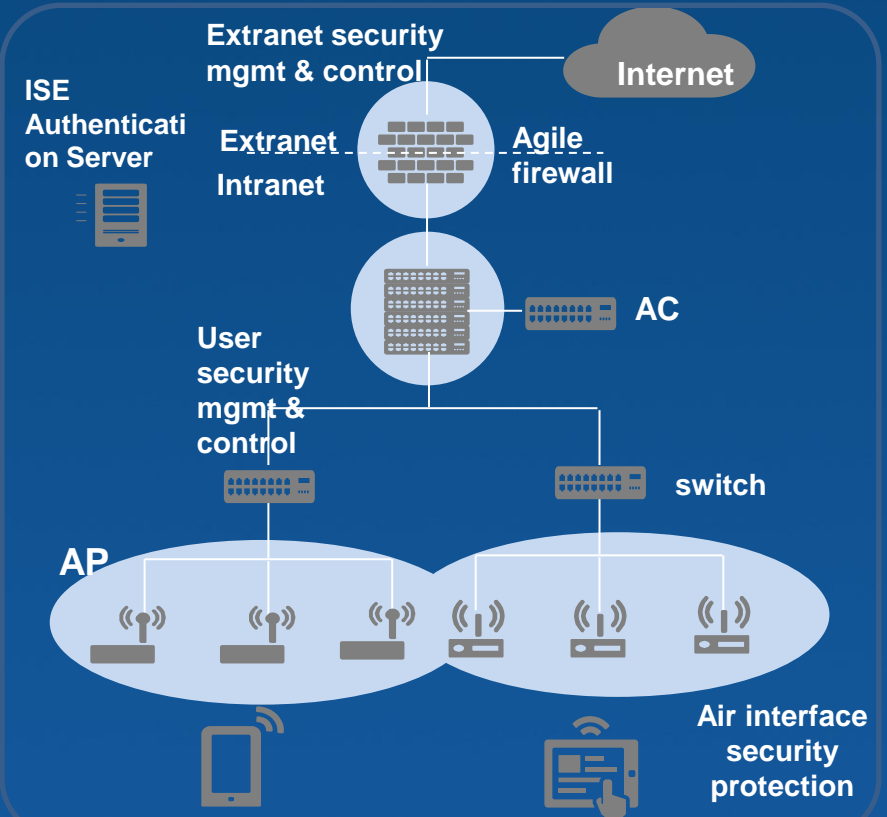 Extranet security
mgmt & control
Internet
ISE
Authenticati
on Server
Extranet
Agile
firewall
Intranet
AC
User
security
mgmt &
control
switch
AP
Air interface
security
protection